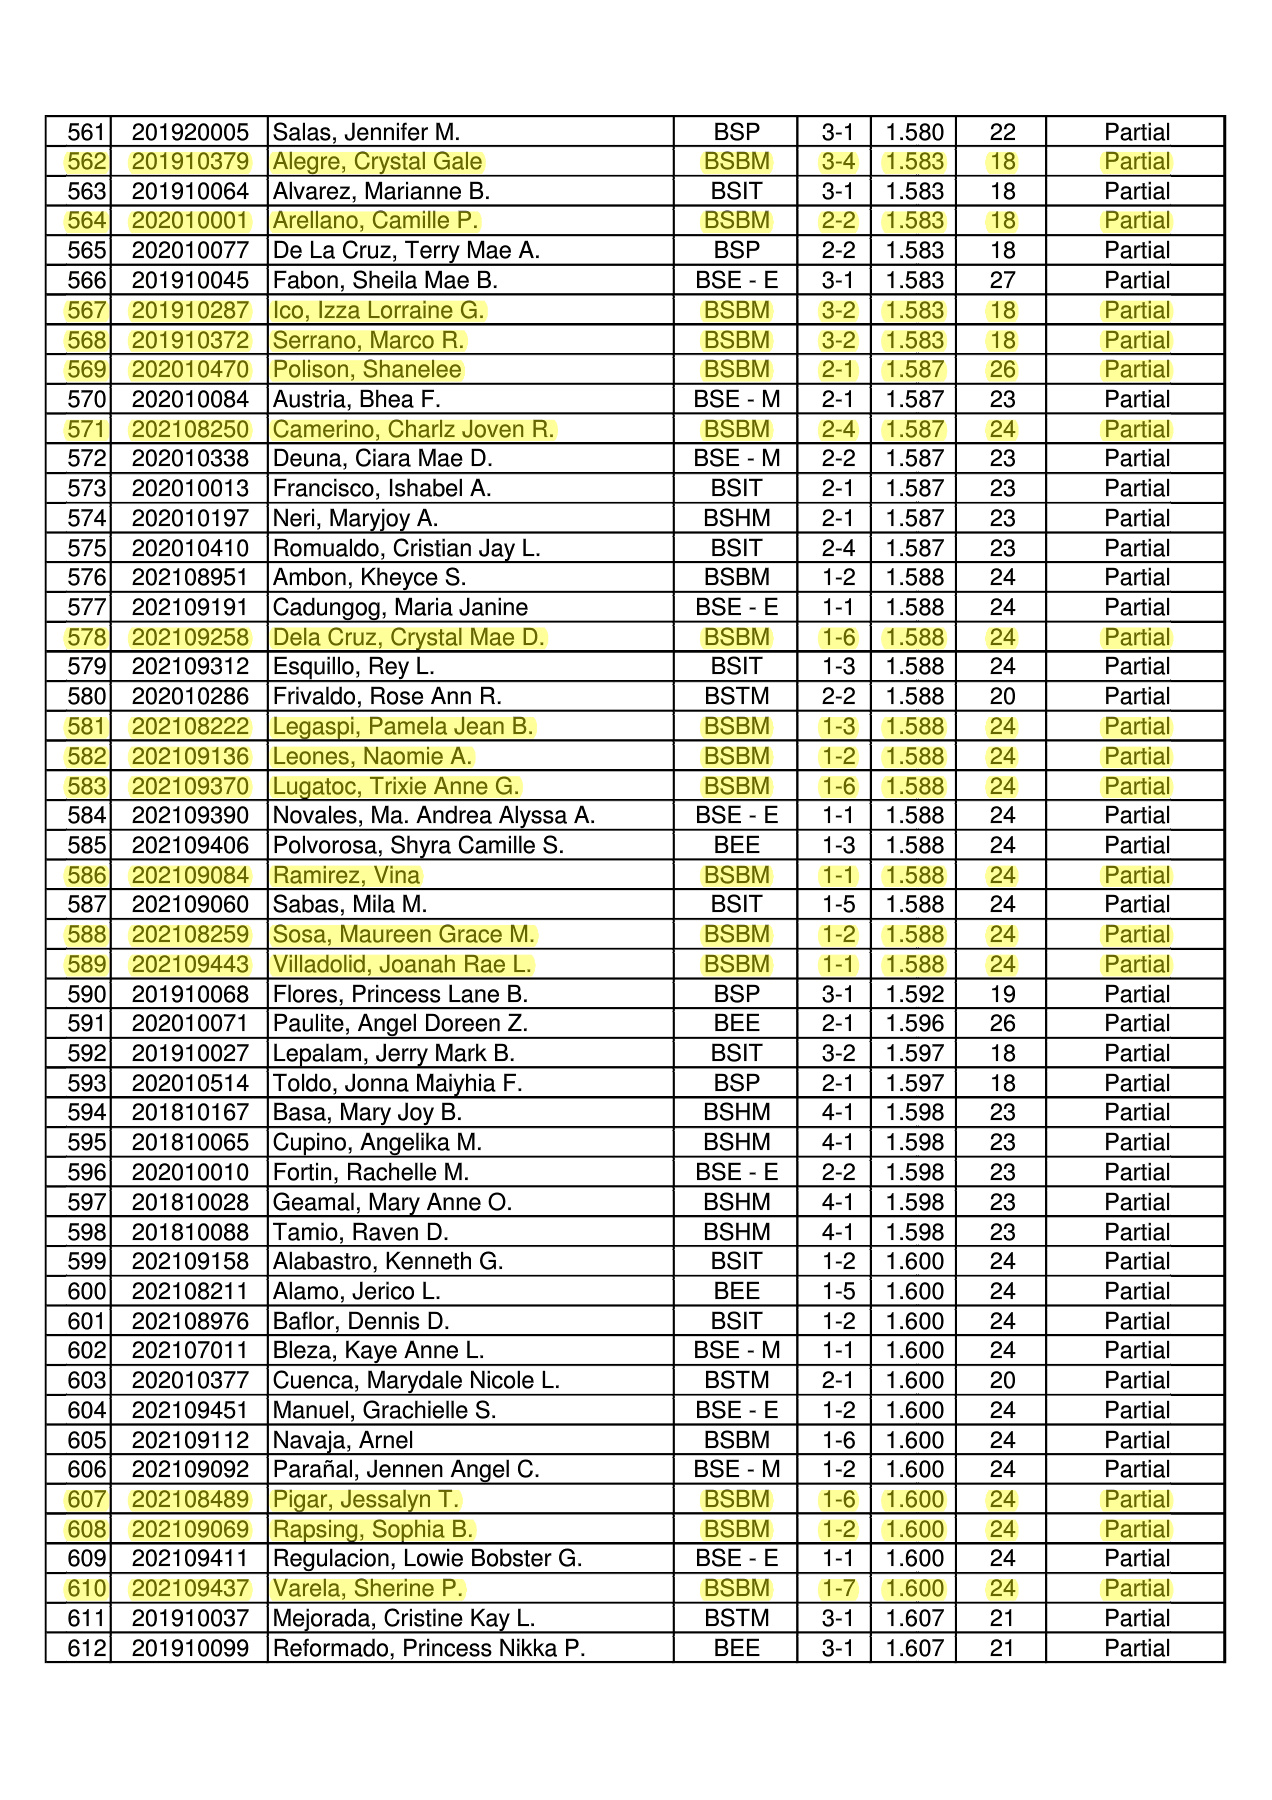 561 201920005 Salas, Jennifer M. BSP 3-1 1.580 22 Partial
562 201910379 Alegre, Crystal Gale BSBM 3-4 1.583 18 Partial
563 201910064 Alvarez, Marianne B. BSIT 3-1 1.583 18 Partial
564 202010001 Arellano, Camille P. BSBM 2-2 1.583 18 Partial
565 202010077 De La Cruz, Terry Mae A. BSP 2-2 1.583 18 Partial
566 201910045 Fabon, Sheila Mae B. BSE - E 3-1 1.583 27 Partial
567 201910287 Ico, Izza Lorraine G. BSBM 3-2 1.583 18 Partial
568 201910372 Serrano, Marco R. BSBM 3-2 1.583 18 Partial
569 202010470 Polison, Shanelee BSBM 2-1 1.587 26 Partial
570 202010084 Austria, Bhea F. BSE - M 2-1 1.587 23 Partial
571 202108250 Camerino, Charlz Joven R. BSBM 2-4 1.587 24 Partial
572 202010338 Deuna, Ciara Mae D. BSE - M 2-2 1.587 23 Partial
573 202010013 Francisco, Ishabel A. BSIT 2-1 1.587 23 Partial
574 202010197 Neri, Maryjoy A. BSHM 2-1 1.587 23 Partial
575 202010410 Romualdo, Cristian Jay L. BSIT 2-4 1.587 23 Partial
576 202108951 Ambon, Kheyce S. BSBM 1-2 1.588 24 Partial
577 202109191 Cadungog, Maria Janine BSE - E 1-1 1.588 24 Partial
578 202109258 Dela Cruz, Crystal Mae D. BSBM 1-6 1.588 24 Partial
579 202109312 Esquillo, Rey L. BSIT 1-3 1.588 24 Partial
580 202010286 Frivaldo, Rose Ann R. BSTM 2-2 1.588 20 Partial
581 202108222 Legaspi, Pamela Jean B. BSBM 1-3 1.588 24 Partial
582 202109136 Leones, Naomie A. BSBM 1-2 1.588 24 Partial
583 202109370 Lugatoc, Trixie Anne G. BSBM 1-6 1.588 24 Partial
584 202109390 Novales, Ma. Andrea Alyssa A. BSE - E 1-1 1.588 24 Partial
585 202109406 Polvorosa, Shyra Camille S. BEE 1-3 1.588 24 Partial
586 202109084 Ramirez, Vina BSBM 1-1 1.588 24 Partial
587 202109060 Sabas, Mila M. BSIT 1-5 1.588 24 Partial
588 202108259 Sosa, Maureen Grace M. BSBM 1-2 1.588 24 Partial
589 202109443 Villadolid, Joanah Rae L. BSBM 1-1 1.588 24 Partial
590 201910068 Flores, Princess Lane B. BSP 3-1 1.592 19 Partial
591 202010071 Paulite, Angel Doreen Z. BEE 2-1 1.596 26 Partial
592 201910027 Lepalam, Jerry Mark B. BSIT 3-2 1.597 18 Partial
593 202010514 Toldo, Jonna Maiyhia F. BSP 2-1 1.597 18 Partial
594 201810167 Basa, Mary Joy B. BSHM 4-1 1.598 23 Partial
595 201810065 Cupino, Angelika M. BSHM 4-1 1.598 23 Partial
596 202010010 Fortin, Rachelle M. BSE - E 2-2 1.598 23 Partial
597 201810028 Geamal, Mary Anne O. BSHM 4-1 1.598 23 Partial
598 201810088 Tamio, Raven D. BSHM 4-1 1.598 23 Partial
599 202109158 Alabastro, Kenneth G. BSIT 1-2 1.600 24 Partial
600 202108211 Alamo, Jerico L. BEE 1-5 1.600 24 Partial
601 202108976 Baflor, Dennis D. BSIT 1-2 1.600 24 Partial
602 202107011 Bleza, Kaye Anne L. BSE - M 1-1 1.600 24 Partial
603 202010377 Cuenca, Marydale Nicole L. BSTM 2-1 1.600 20 Partial
604 202109451 Manuel, Grachielle S. BSE - E 1-2 1.600 24 Partial
605 202109112 Navaja, Arnel BSBM 1-6 1.600 24 Partial
606 202109092 Parañal, Jennen Angel C. BSE - M 1-2 1.600 24 Partial
607 202108489 Pigar, Jessalyn T. BSBM 1-6 1.600 24 Partial
608 202109069 Rapsing, Sophia B. BSBM 1-2 1.600 24 Partial
609 202109411 Regulacion, Lowie Bobster G. BSE - E 1-1 1.600 24 Partial
610 202109437 Varela, Sherine P. BSBM 1-7 1.600 24 Partial
611 201910037 Mejorada, Cristine Kay L. BSTM 3-1 1.607 21 Partial
612 201910099 Reformado, Princess Nikka P. BEE 3-1 1.607 21 Partial